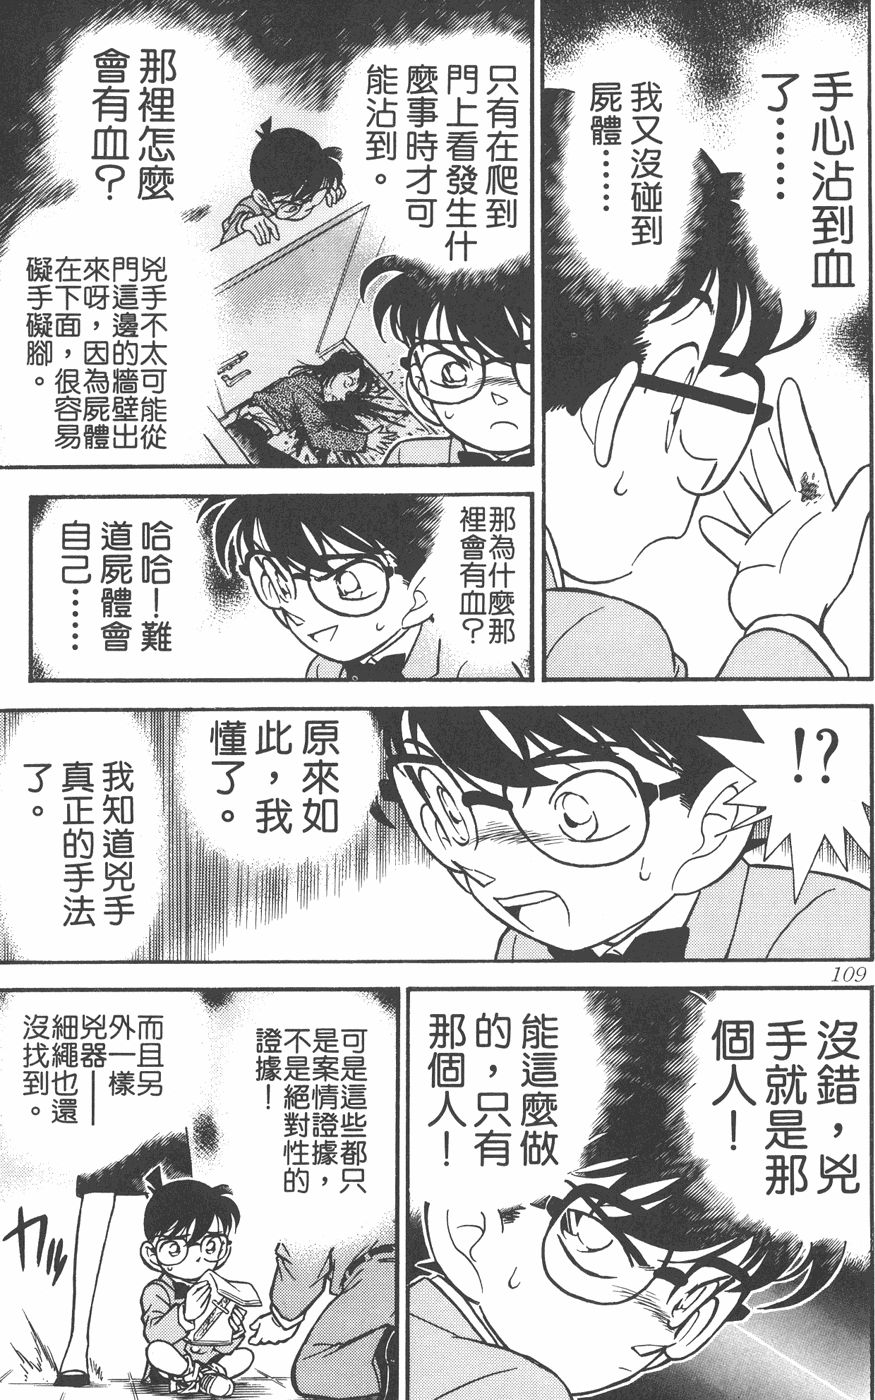 手心沾到血
了……
我又沒碰到
屍體……
只有在爬到
門上看發生什
麼事時才可
能沾到。
那裡怎麼
會有血？
兇手不太可能從
門這邊的牆壁出
來呀，因為屍體
在下面，很容易
礙手礙腳。
那為什麼那
裡會有血？
哈哈！難
道屍體會
自己……
!?
原來如
此，我
懂了。
我知道兇手
真正的手法
了。
109
沒錯，兇
手就是那
個人！
能這麼做
的，只有
那個人！
可是這些都只
是案情證據，
不是絕對性的
證據！
而且另
外一樣
兇器——
細繩也還
沒找到。
カッ